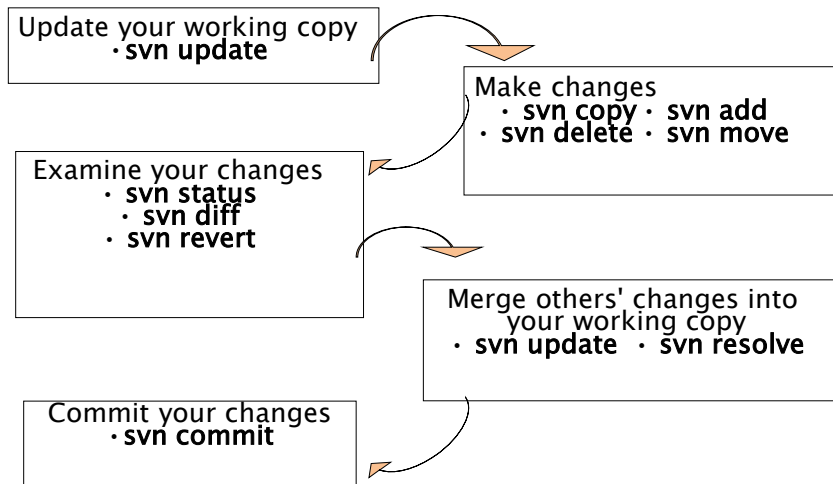 Update your working copy
• svn update
Make changes
• svn copy • svn add
• svn delete • svn move
Examine your changes
• svn status
• svn diff
• svn revert
Merge others' changes into
your working copy
• svn update • svn resolve
Commit your changes
• svn commit